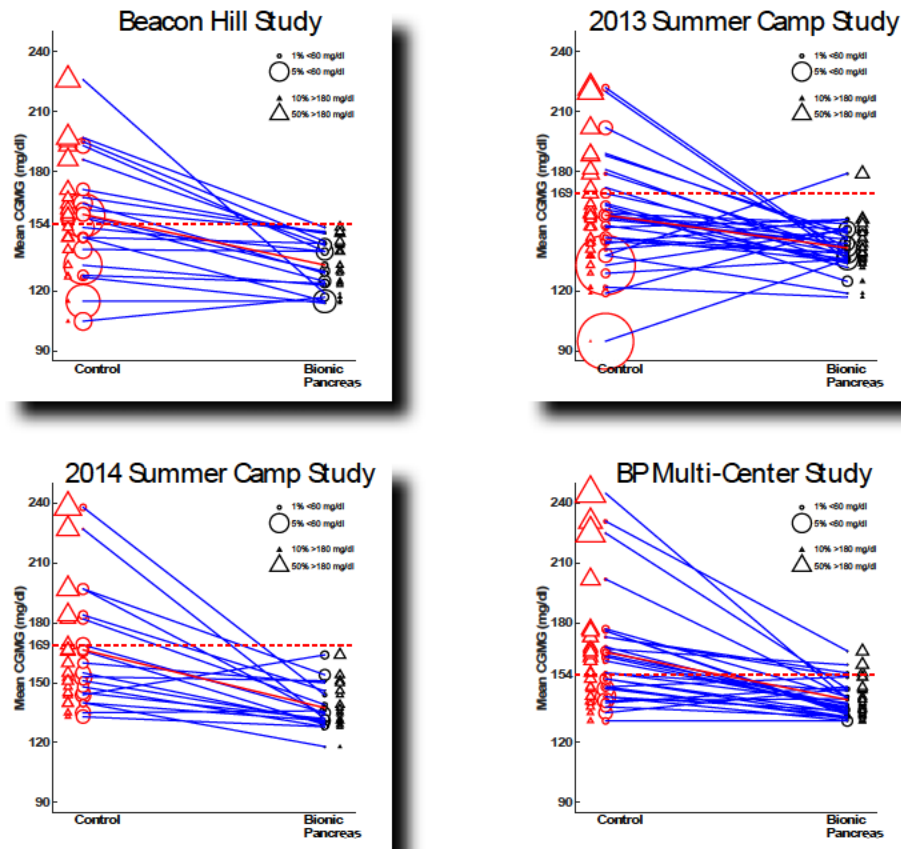 Beacon Hill Study
240
210
180
154
120
90
Mean CGMG (mg/dl)
1% <60 mg/dl
5% <60 mg/dl
10% >180 mg/dl
50% >180 mg/dl
Control
Bionic
Pancreas
2013 Summer Camp Study
240
210
180
169
150
120
90
Mean CGMG (mg/dl)
1% <60 mg/dl
5% <60 mg/dl
10% >180 mg/dl
50% >180 mg/dl
Control
Bionic
Pancreas
2014 Summer Camp Study
240
210
180
169
150
120
90
Mean CGMG (mg/dl)
1% <60 mg/dl
5% <60 mg/dl
10% >180 mg/dl
50% >180 mg/dl
Control
Bionic
Pancreas
BP Multi-Center Study
240
210
180
154
120
90
Mean CGMG (mg/dl)
1% <60 mg/dl
5% <60 mg/dl
10% >180 mg/dl
50% >180 mg/dl
Control
Bionic
Pancreas